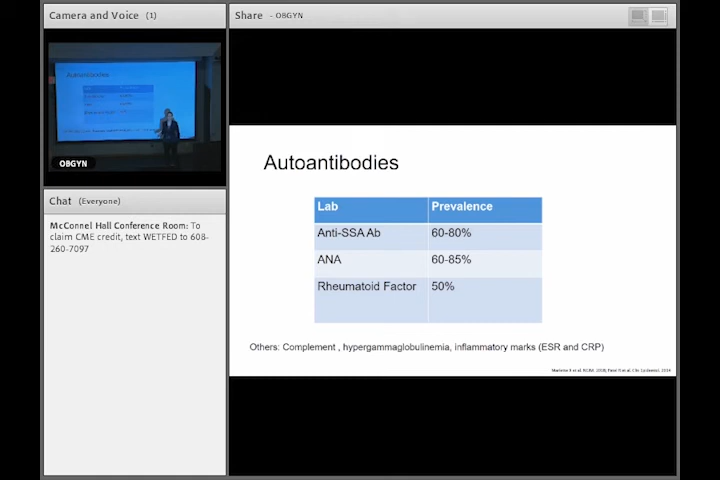 Camera and Voice (1)
Autoantibodies
OBGYN
Chat (Everyone)
McConnel Hall Conference Room: To
claim CME credit, text WETFED to 608-
260-7097
Share - OBGYN
Autoantibodies
Lab Prevalence
Anti-SSA Ab 60-80%
ANA 60-85%
Rheumatoid Factor 50%
Others: Complement , hypergammaglobulinemia, inflammatory marks (ESR and CRP)